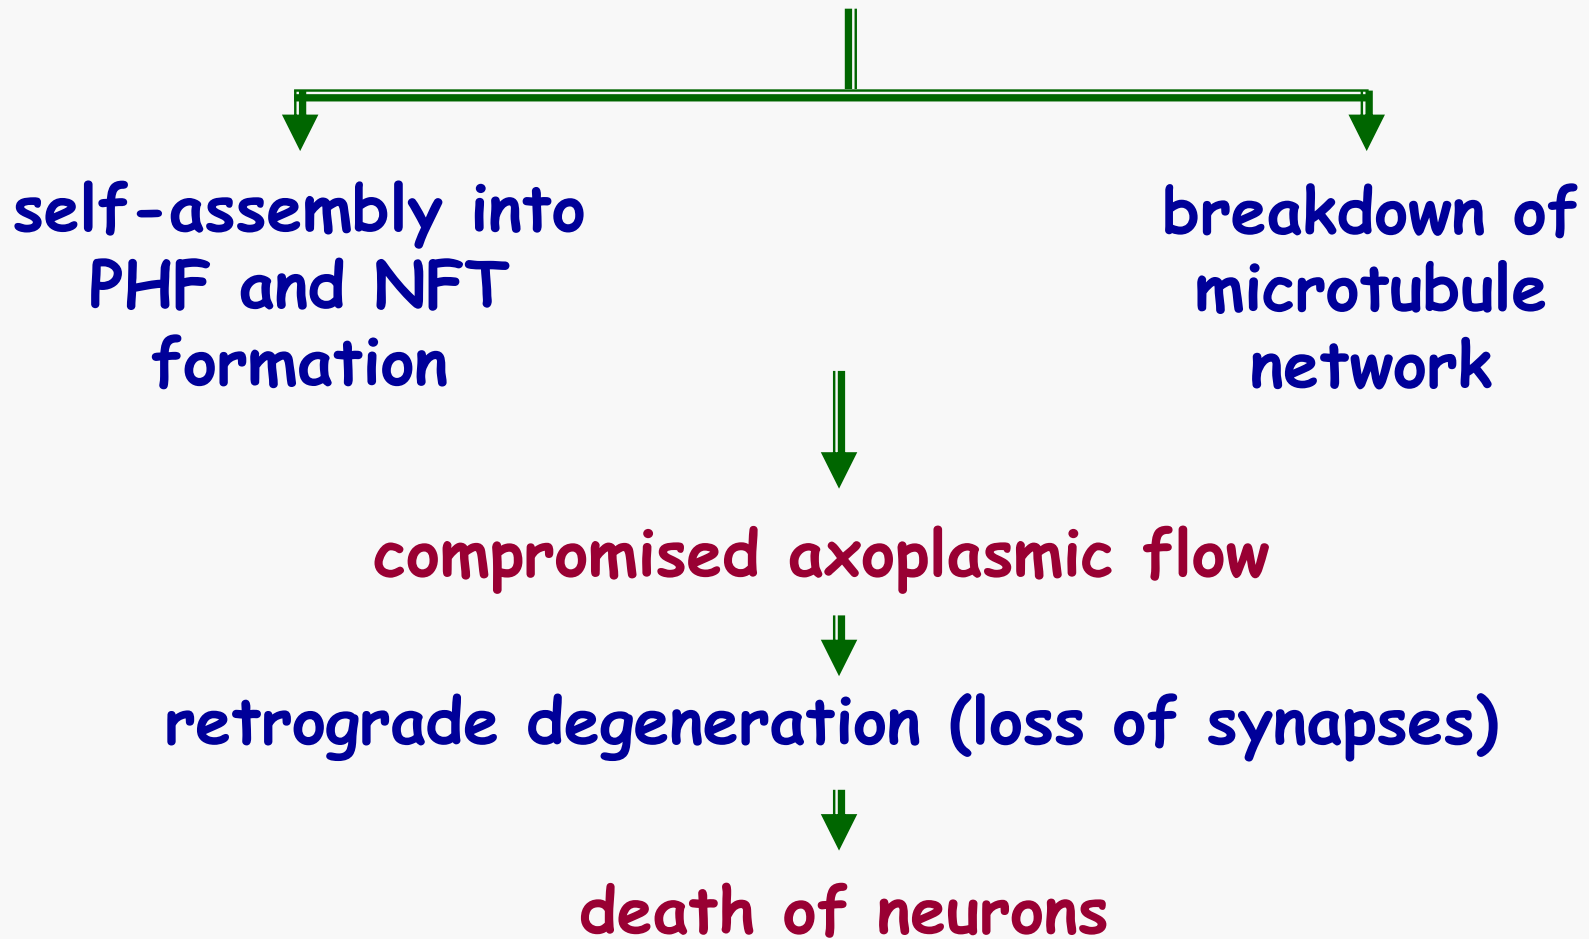 self-assembly into
PHF and NFT
formation
breakdown of
microtubule
network
compromised axoplasmic flow
retrograde degeneration (loss of synapses)
death of neurons